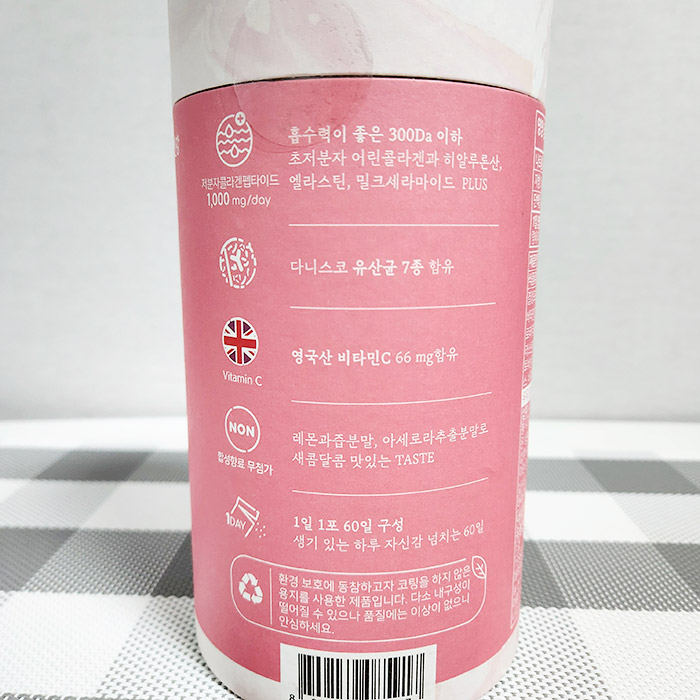 흡수력이 좋은 300Da 이하
초저분자 어린콜라겐과 히알루론산,
엘라스틴, 밀크세라마이드 PLUS
저분자콜라겐펩타이드
1,000 mg/day
다니스코 유산균 7종 함유
영국산 비타민C 66 mg함유
Vitamin C
NON
합성향료 무첨가
레몬과즙분말, 아세로라추출분말로
새콤달콤 맛있는 TASTE
1DAY
1일 1포 60일 구성
생기 있는 하루 자신감 넘치는 60일
환경 보호에 동참하고자 코팅을 하지 않은
용지를 사용한 제품입니다. 다소 내구성이
떨어질 수 있으나 품질에는 이상이 없으니
안심하세요.
8